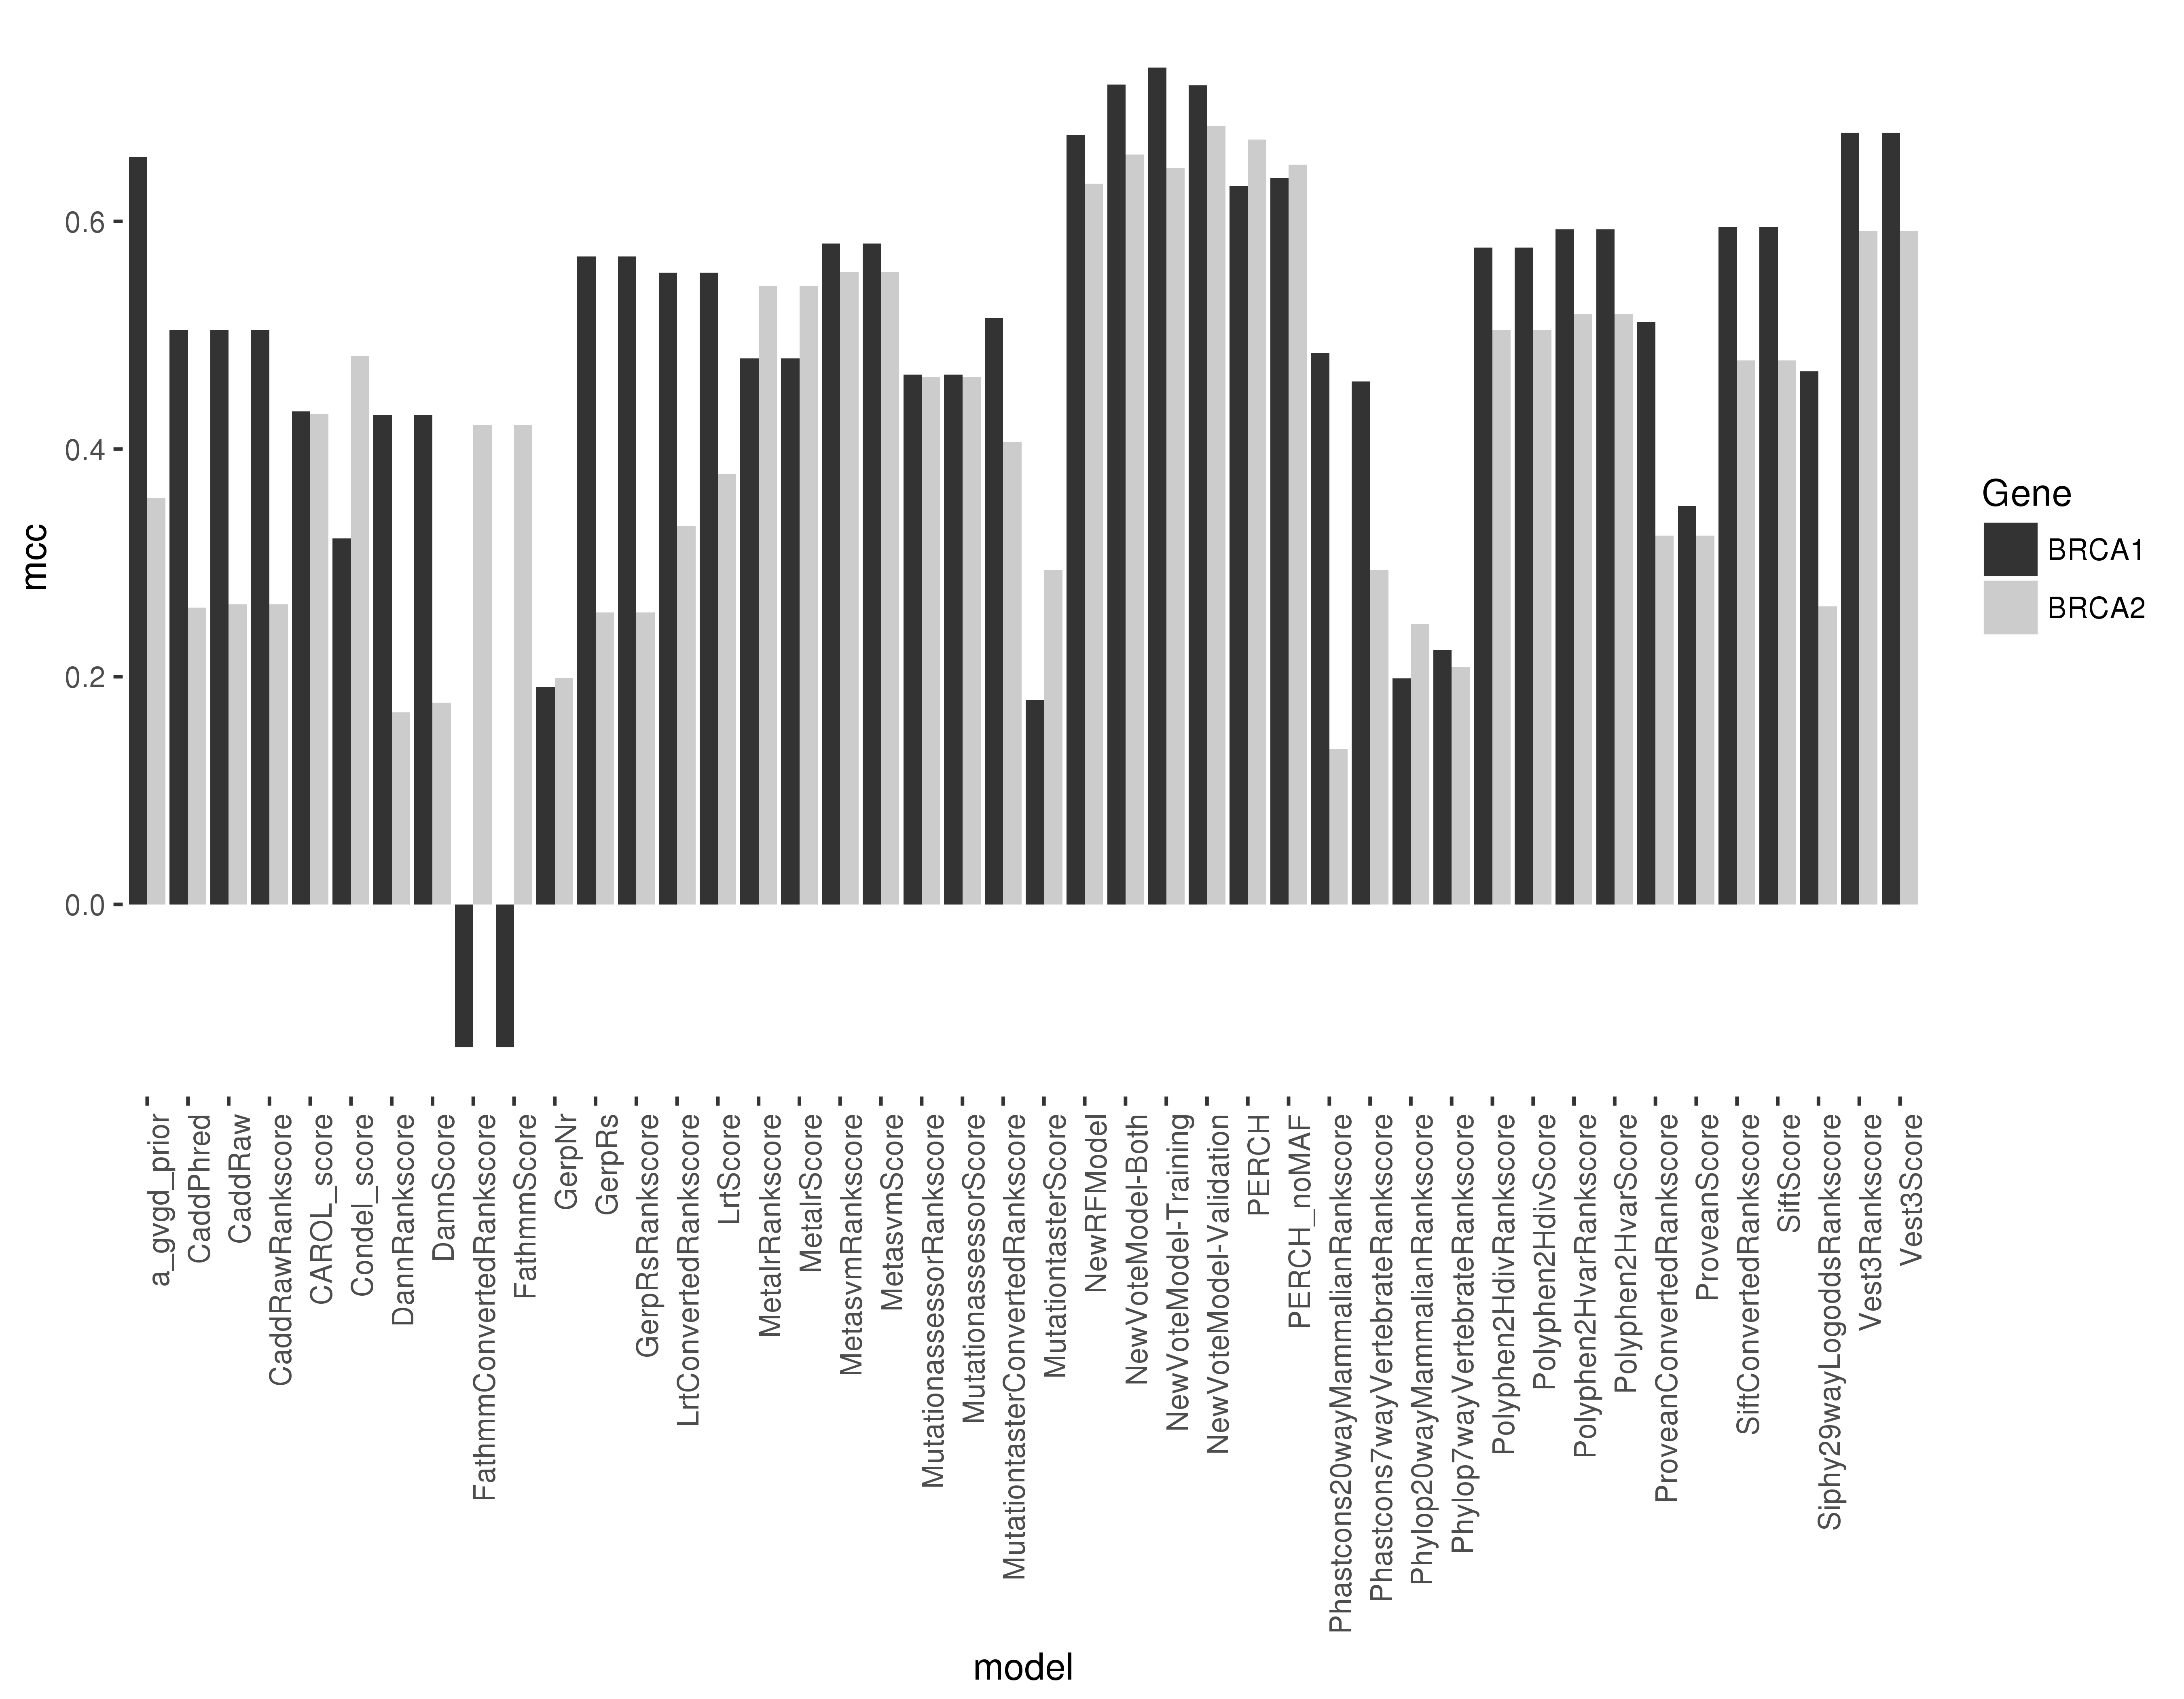 mcc
0.6
0.4
0.2
0.0
a_gvgd_prior
CaddPhred
CaddRaw
CaddRawRankscore
CAROL_score
Condel_score
DannRankscore
DannScore
FathmmConvertedRankscore
FathmmScore
GerpNr
GerpRs
GerpRsRankscore
LrtConvertedRankscore
LrtScore
MetalrRankscore
MetalrScore
MetasvmRankscore
MetasvmScore
MutationassessorRankscore
MutationassessorScore
MutationtasterConvertedRankscore
MutationtasterScore
NewRFModel
NewVoteModel-Both
NewVoteModel-Training
NewVoteModel-Validation
PERCH
PERCH_noMAF
Phastcons20wayMammalianRankscore
Phastcons7wayVertebrateRankscore
Phylop20wayMammalianRankscore
Phylop7wayVertebrateRankscore
Polyphen2HdivRankscore
Polyphen2HdivScore
Polyphen2HvarRankscore
Polyphen2HvarScore
ProveanConvertedRankscore
ProveanScore
SiftConvertedRankscore
SiftScore
Siphy29wayLogoddsRankscore
Vest3Rankscore
Vest3Score
model
Gene
BRCA1
BRCA2